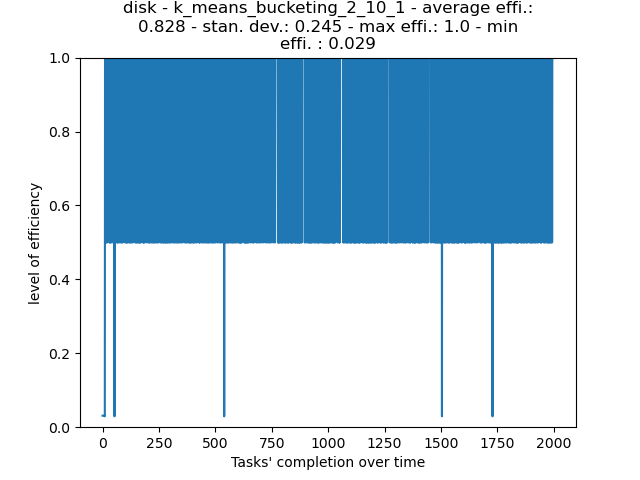 disk - k_means_bucketing_2_10_1 - average effi.:
0.828 - stan. dev.: 0.245 - max effi.: 1.0 - min
effi. : 0.029
1.0
0.8
0.6
0.4
0.2
0.0
level of efficiency
0 250 500 750 1000 1250 1500 1750 2000
Tasks' completion over time